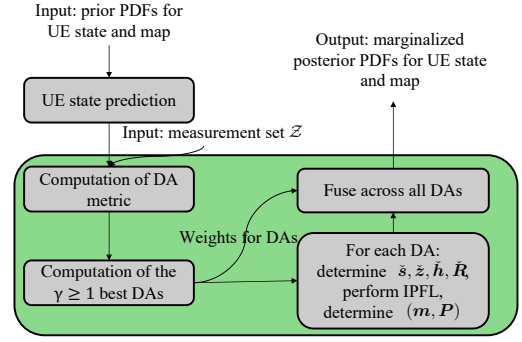 Input: prior PDFs for
UE state and map
UE state prediction
Input: measurement set 𝒵
Computation of DA
metric
Computation of the
γ ≥ 1 best DAs
Weights for DAs
Output: marginalized
posterior PDFs for UE state
and map
Fuse across all DAs
For each DA:
determine š, ž, ȟ, Ř,
perform IPFL,
determine (m, P)